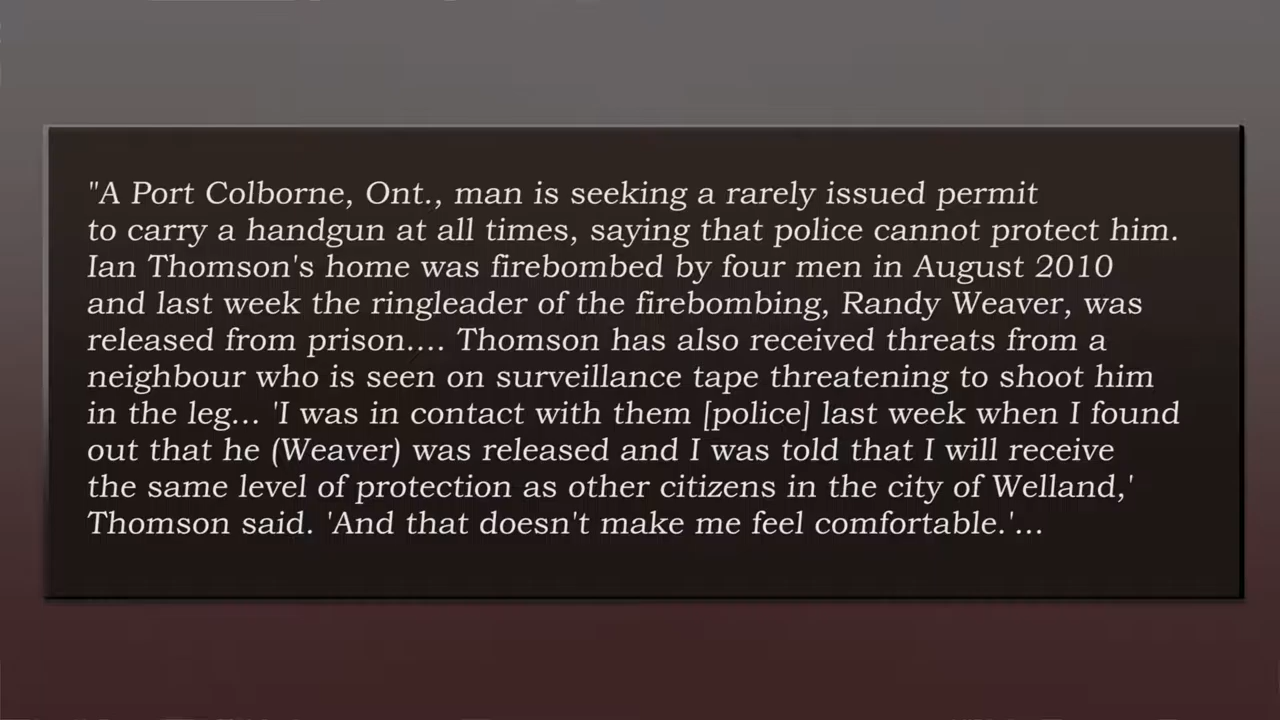 "A Port Colborne, Ont., man is seeking a rarely issued permit
to carry a handgun at all times, saying that police cannot protect him.
Ian Thomson's home was firebombed by four men in August 2010
and last week the ringleader of the firebombing, Randy Weaver, was
released from prison.... Thomson has also received threats from a
neighbour who is seen on surveillance tape threatening to shoot him
in the leg... 'I was in contact with them [police] last week when I found
out that he (Weaver) was released and I was told that I will receive
the same level of protection as other citizens in the city of Welland,'
Thomson said. 'And that doesn't make me feel comfortable.'...